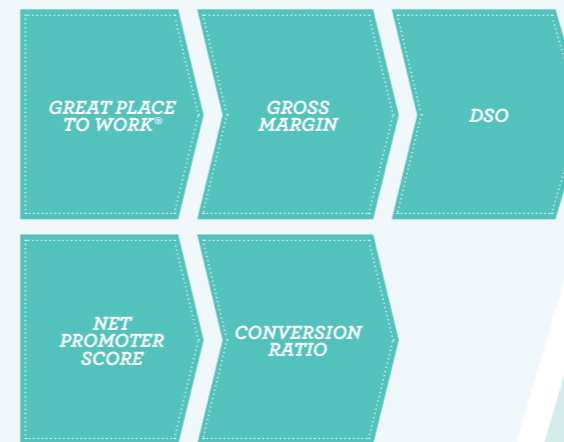 GREAT PLACE
TO WORK®
GROSS
MARGIN
DSO
NET
PROMOTER
SCORE
CONVERSION
RATIO